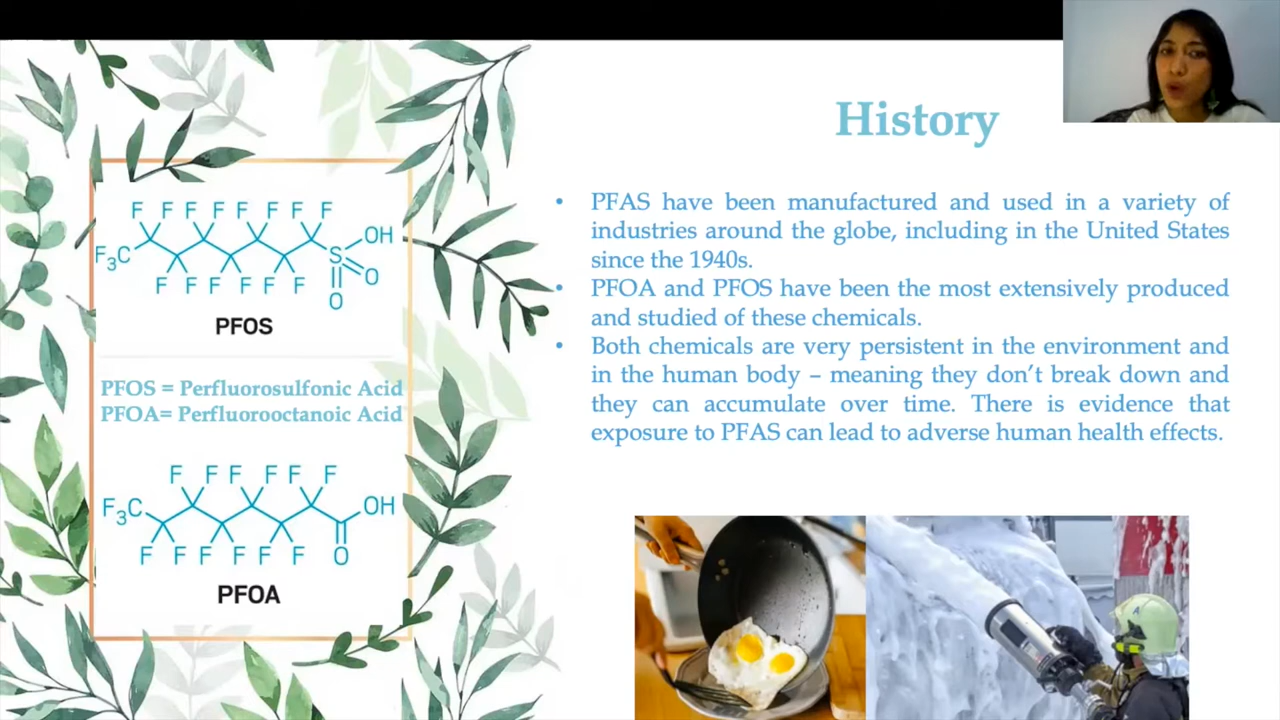 History
F F F F F F F F
F₃C
OH
S
O
O
F F F F F F
PFOS
PFOS = Perfluorosulfonic Acid
PFOA= Perfluorooctanoic Acid
F F F F F F
F₃C
OH
F F F F F F
O
PFOA
• PFAS have been manufactured and used in a variety of
industries around the globe, including in the United States
since the 1940s.
• PFOA and PFOS have been the most extensively produced
and studied of these chemicals.
• Both chemicals are very persistent in the environment and
in the human body – meaning they don’t break down and
they can accumulate over time. There is evidence that
exposure to PFAS can lead to adverse human health effects.
A